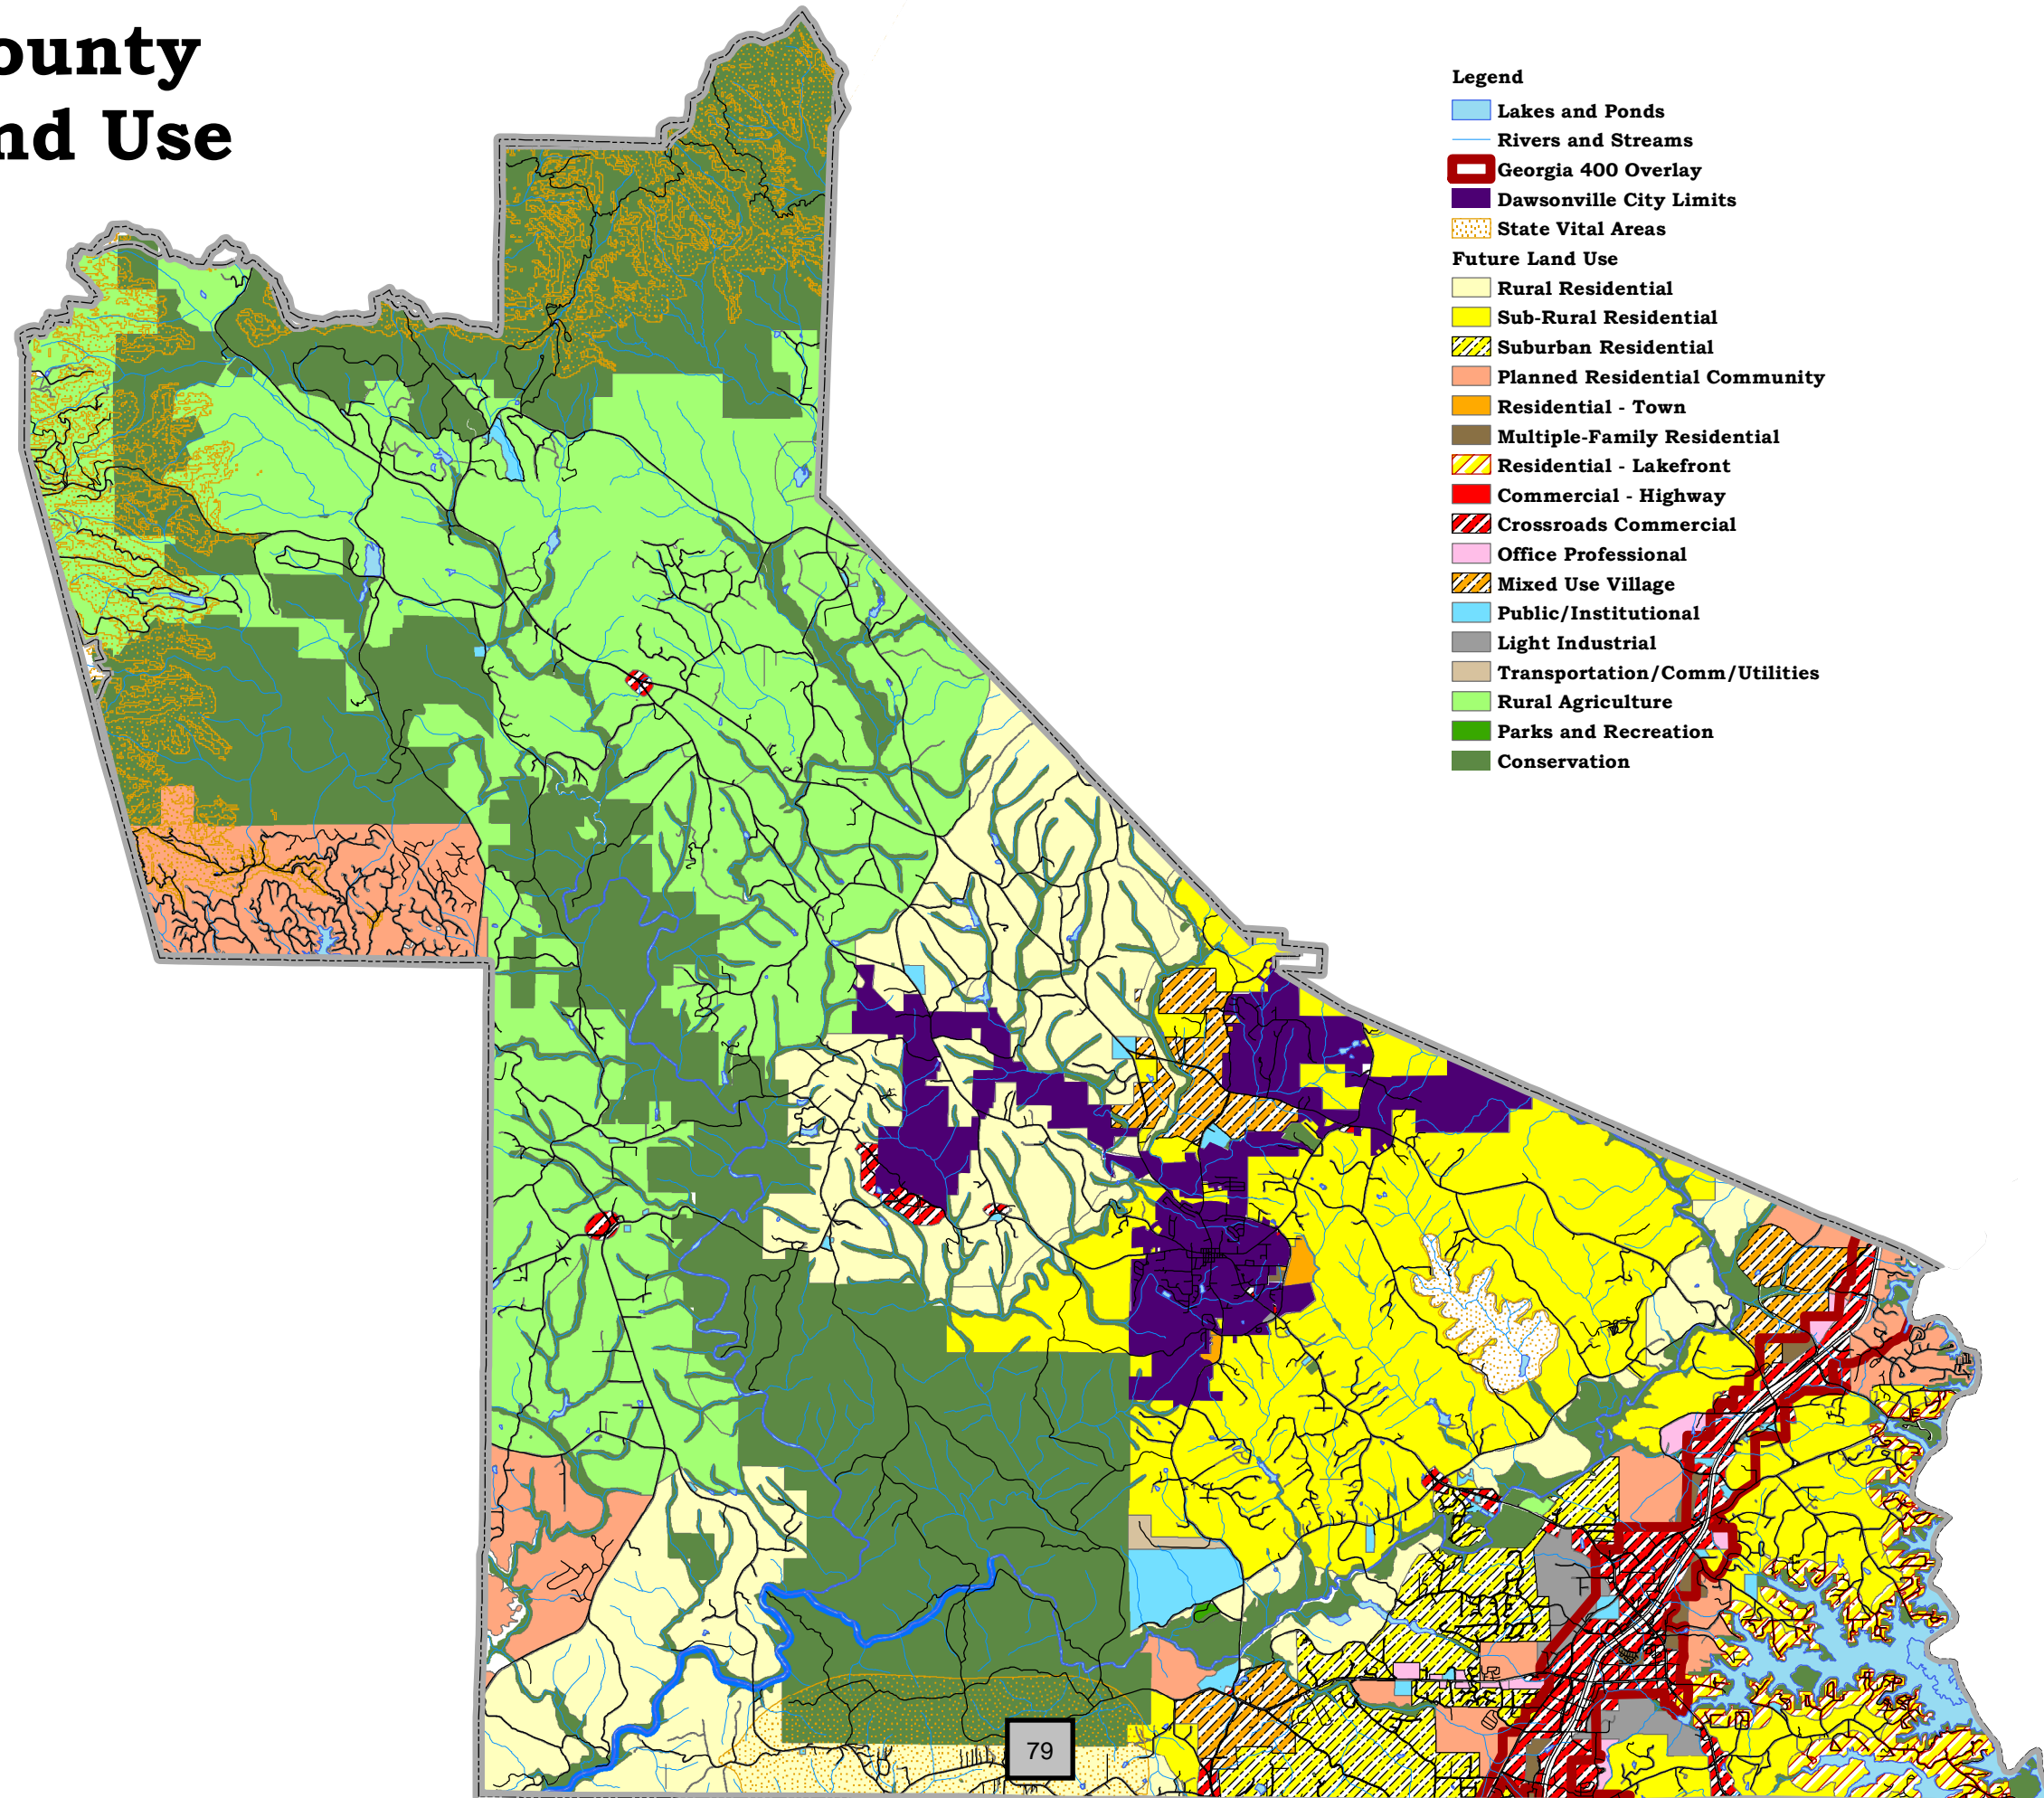 ounty
nd Use
Legend
Lakes and Ponds
Rivers and Streams
Georgia 400 Overlay
Dawsonville City Limits
State Vital Areas
Future Land Use
Rural Residential
Sub-Rural Residential
Suburban Residential
Planned Residential Community
Residential - Town
Multiple-Family Residential
Residential - Lakefront
Commercial - Highway
Crossroads Commercial
Office Professional
Mixed Use Village
Public/Institutional
Light Industrial
Transportation/Comm/Utilities
Rural Agriculture
Parks and Recreation
Conservation
79